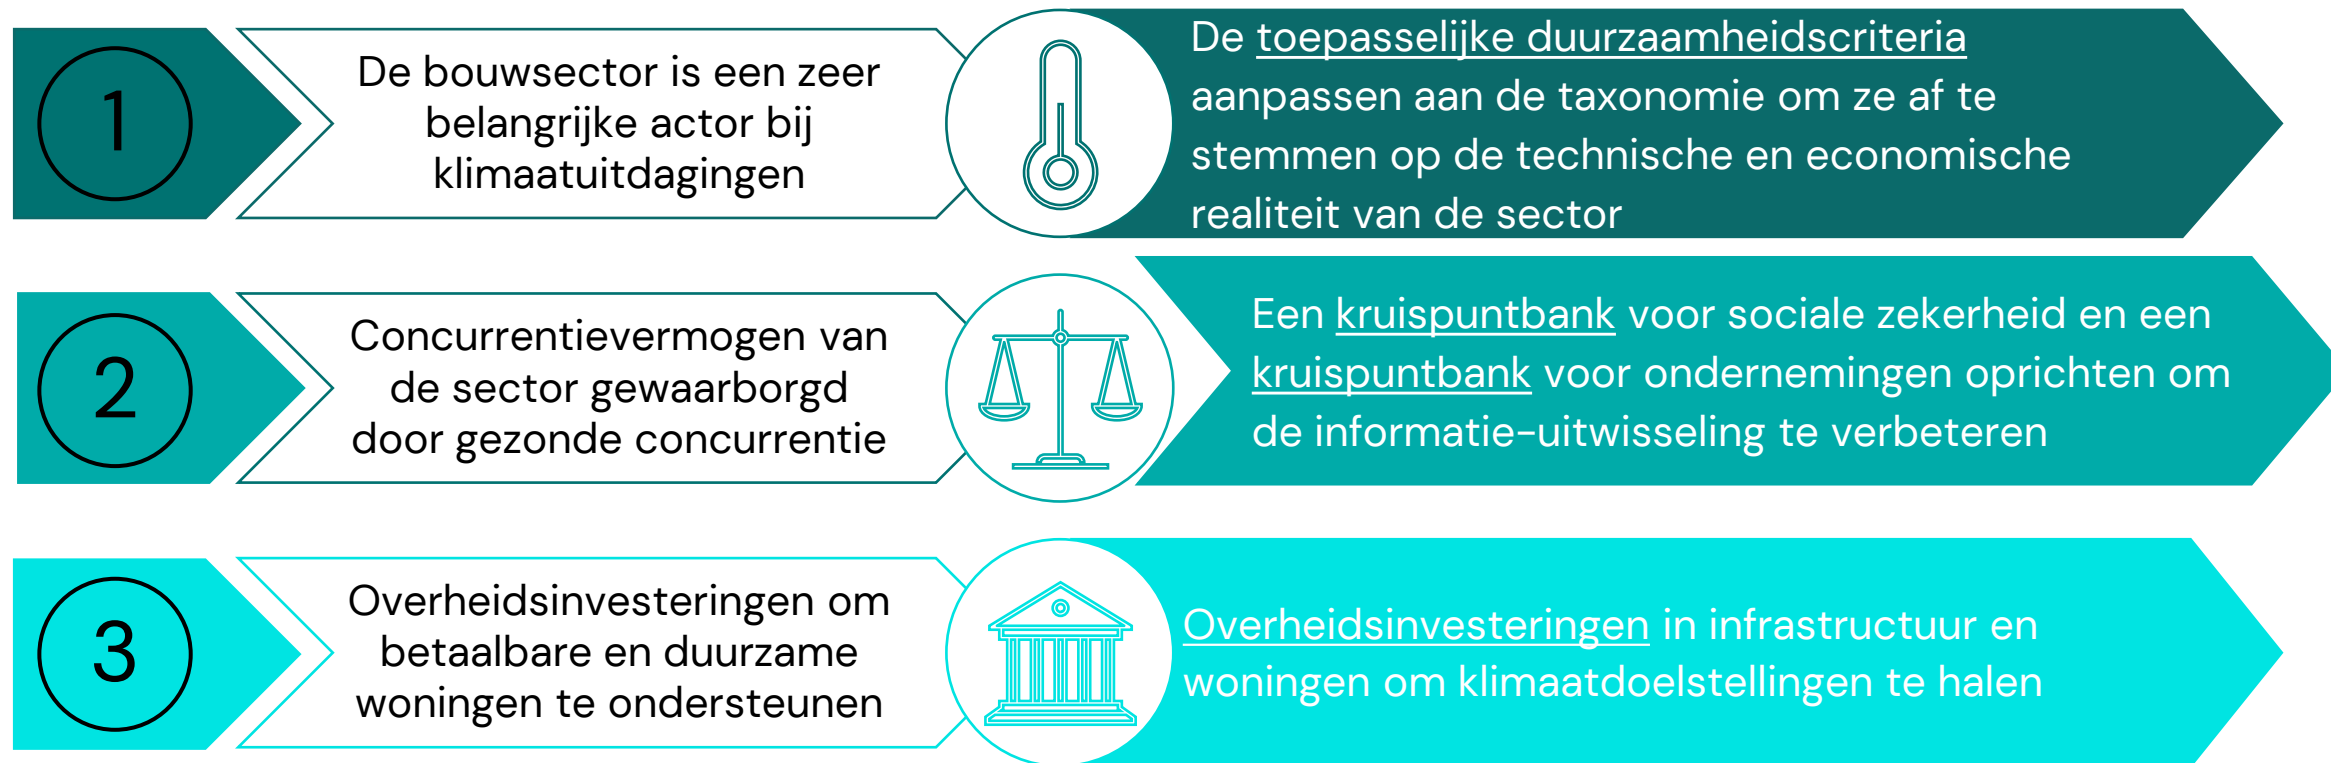 1
De bouwsector is een zeer
belangrijke actor bij
klimaatuitdagingen
De toepasselijke duurzaamheidscriteria
aanpassen aan de taxonomie om ze af te
stemmen op de technische en economische
realiteit van de sector
2
Concurrentievermogen van
de sector gewaarborgd
door gezonde concurrentie
Een kruispuntbank voor sociale zekerheid en een
kruispuntbank voor ondernemingen oprichten om
de informatie-uitwisseling te verbeteren
3
Overheidsinvesteringen om
betaalbare en duurzame
woningen te ondersteunen
Overheidsinvesteringen in infrastructuur en
woningen om klimaatdoelstellingen te halen